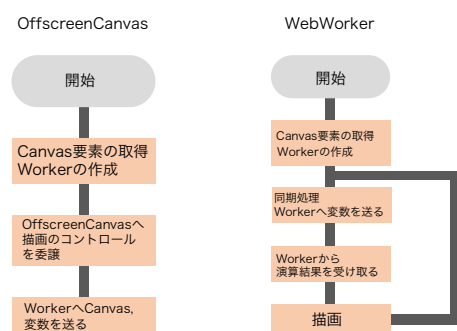 OffscreenCanvas
開始
Canvas要素の取得
Workerの作成
OffscreenCanvasへ
描画のコントロール
を委譲
WorkerへCanvas,
変数を送る
WebWorker
開始
Canvas要素の取得
Workerの作成
同期処理
Workerへ変数を送る
Workerから
演算結果を受け取る
描画